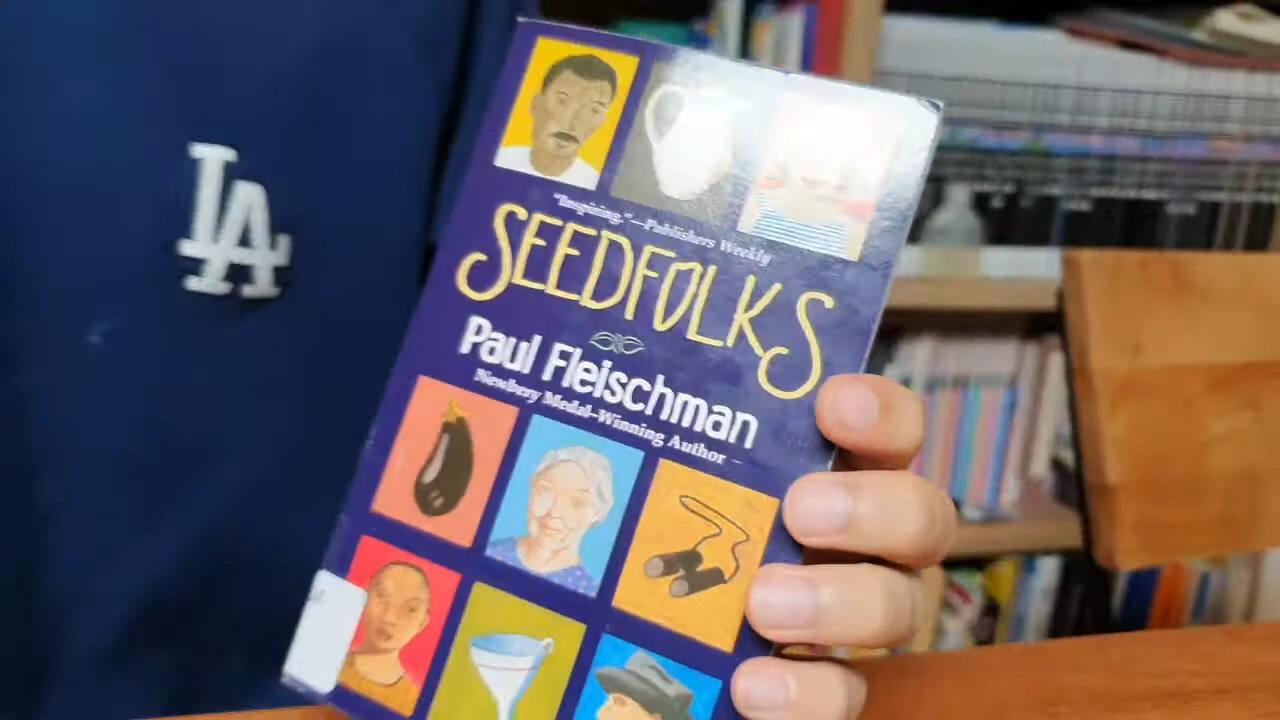 LA
"Inspiring."—Publishers Weekly
SEEDFOLKS
Paul Fleischman
Newbery Medal–Winning Author